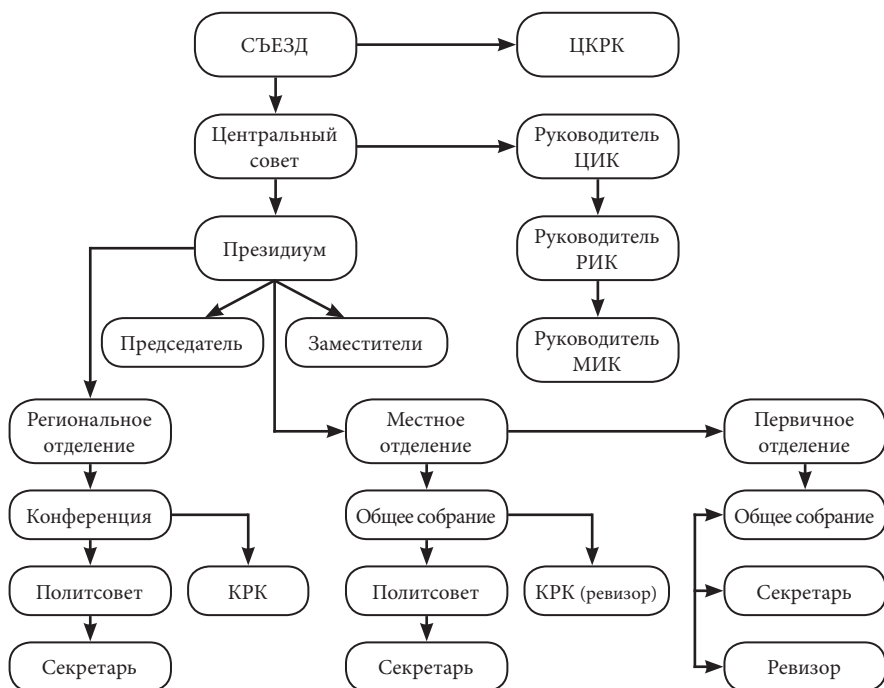 СЪЕЗД
ЦКРК
Центральный
совет
Руководитель
ЦИК
Президиум
Руководитель
РИК
Председатель
Заместители
Руководитель
МИК
Региональное
отделение
Местное
отделение
Первичное
отделение
Конференция
Общее собрание
Общее собрание
Политсовет
КРК
Политсовет
КРК (ревизор)
Секретарь
Секретарь
Секретарь
Ревизор